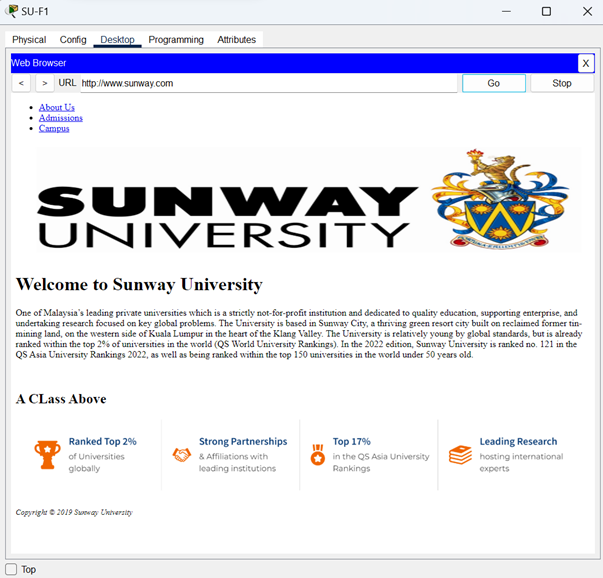 SU-F1
Physical Config Desktop Programming Attributes
Web Browser X
< > URL http://www.sunway.com Go Stop
About Us
Admissions
Campus
SUNWAY
UNIVERSITY
Welcome to Sunway University
One of Malaysia's leading private universities which is a strictly not-for-profit institution and dedicated to quality education, supporting enterprise, and
undertaking research focused on key global problems. The University is based in Sunway City, a thriving green resort city built on reclaimed former tin-
mining land, on the western side of Kuala Lumpur in the heart of the Klang Valley. The University is relatively young by global standards, but is already
ranked within the top 2% of universities in the world (QS World University Rankings). In the 2022 edition, Sunway University is ranked no. 121 in the
QS Asia University Rankings 2022, as well as being ranked within the top 150 universities in the world under 50 years old.
A CLass Above
Ranked Top 2%
of Universities
globally
Strong Partnerships
& Affiliations with
leading institutions
Top 17%
in the QS Asia University
Rankings
Leading Research
hosting international
experts
Copyright © 2019 Sunway University
Top